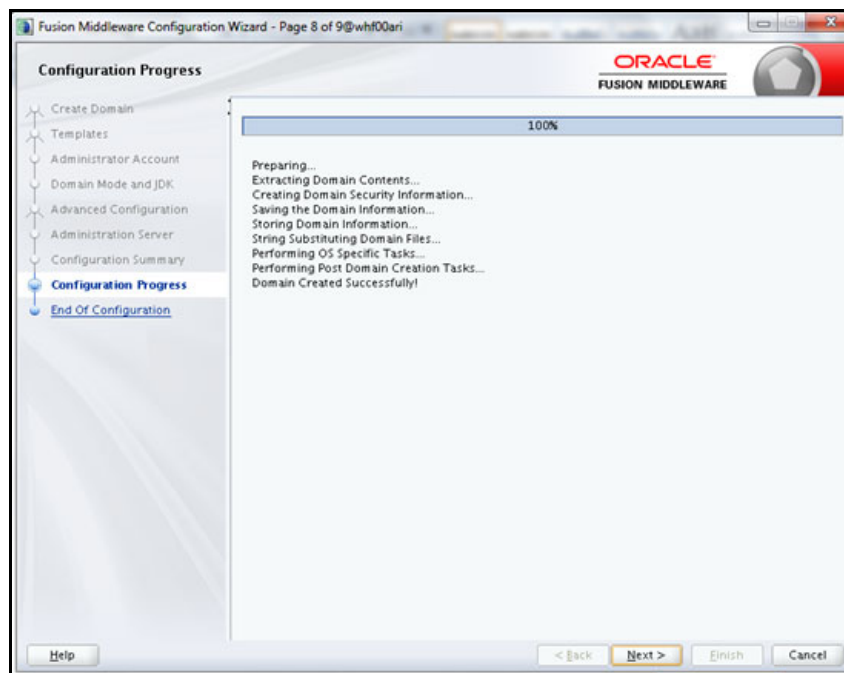 Fusion Middleware Configuration Wizard - Page 8 of 9@whf00ari
Configuration Progress
ORACLE
FUSION MIDDLEWARE
Create Domain
Templates
Administrator Account
Domain Mode and JDK
Advanced Configuration
Administration Server
Configuration Summary
Configuration Progress
End Of Configuration
100%
Preparing...
Extracting Domain Contents...
Creating Domain Security Information...
Saving the Domain Information...
Storing Domain Information...
String Substituting Domain Files...
Performing OS Specific Tasks...
Performing Post Domain Creation Tasks...
Domain Created Successfully!
Help
< Back
Next >
Finish
Cancel